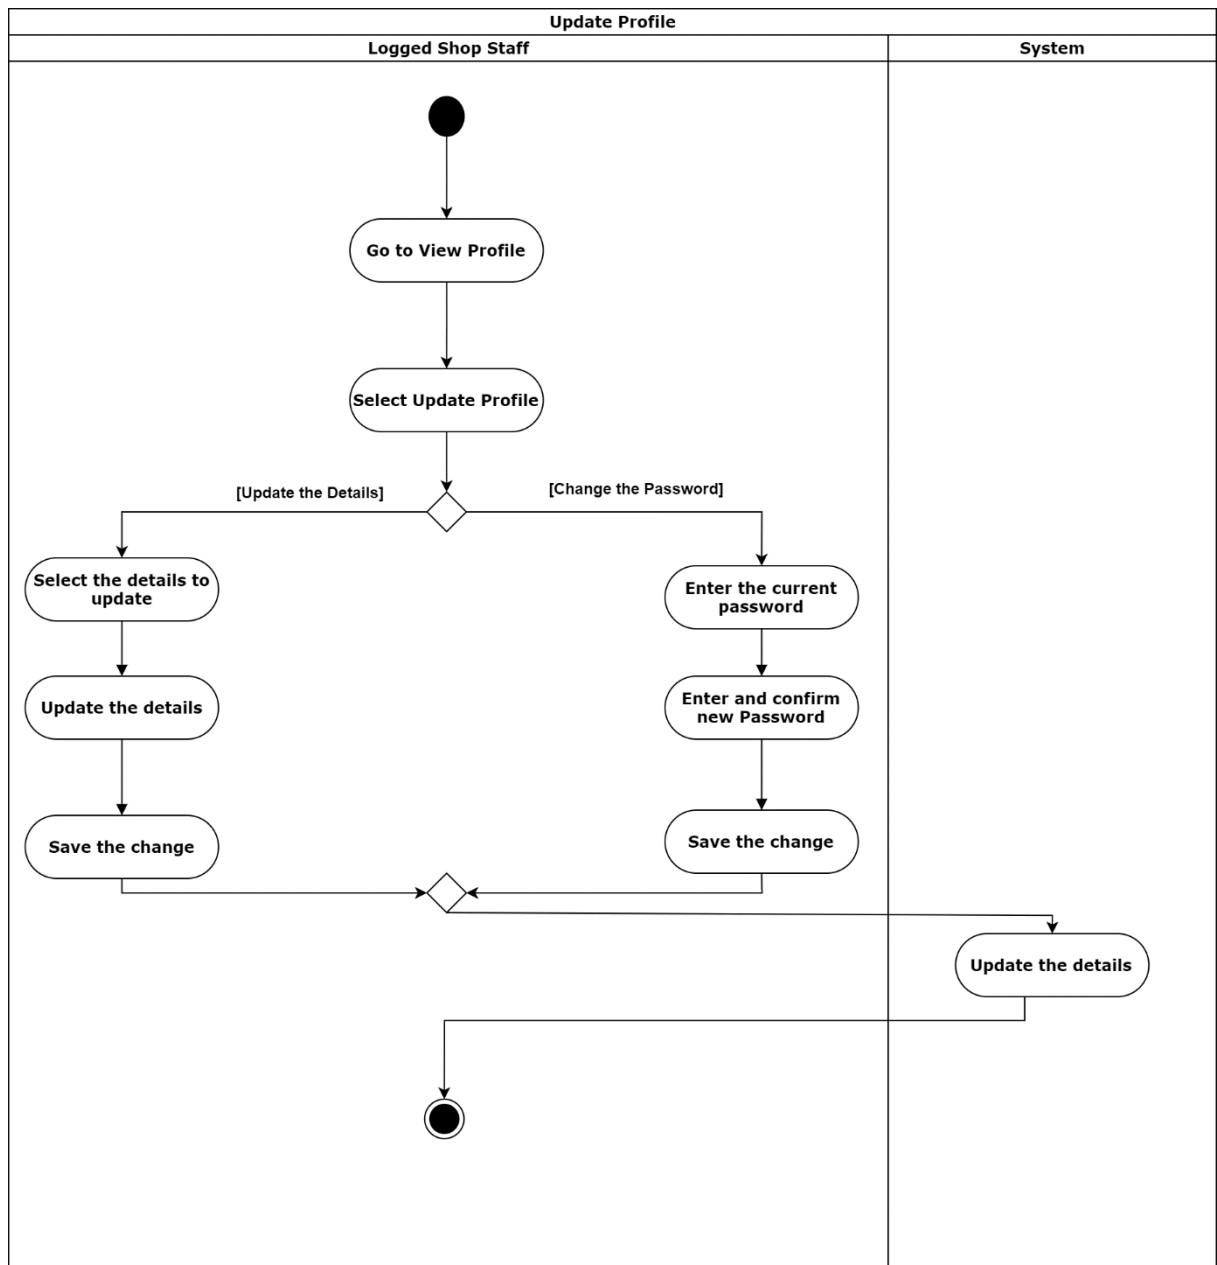 Update Profile
Logged Shop Staff
System
Go to View Profile
Select Update Profile
[Update the Details]
[Change the Password]
Select the details to
update
Enter the current
password
Update the details
Enter and confirm
new Password
Save the change
Save the change
Update the details